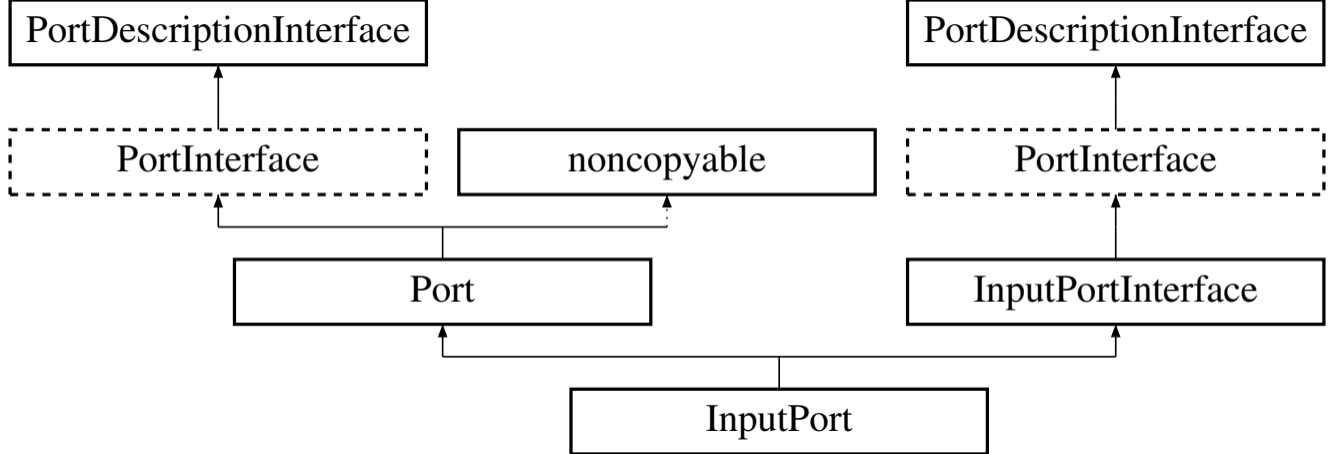 PortDescriptionInterface
PortDescriptionInterface
PortInterface
noncopyable
PortInterface
Port
InputPortInterface
InputPort